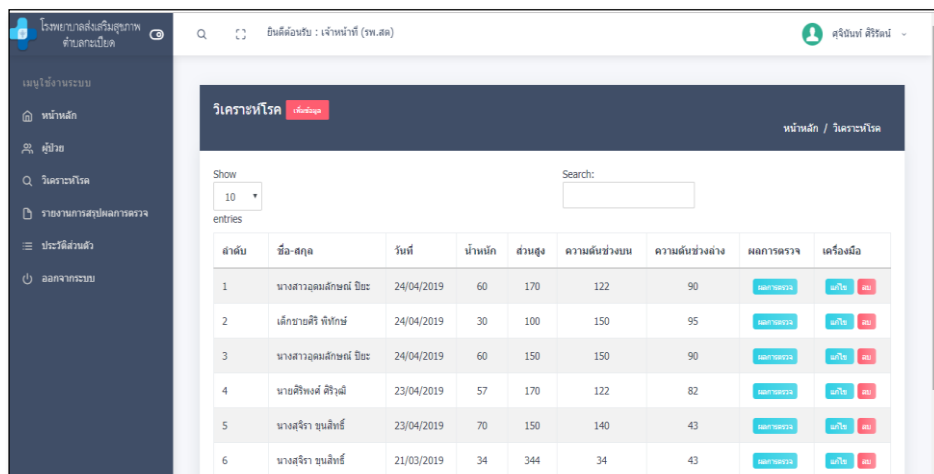 โรงพยาบาลส่งเสริมสุขภาพ
ตำบลกะเปียด
ยินดีต้อนรับ : เจ้าหน้าที่ (รพ.สต)
สุจินันท์ ศิริรัตน์
เมนูใช้งานระบบ
หน้าหลัก
ผู้ป่วย
วิเคราะห์โรค
รายงานการสรุปผลการตรวจ
ประวัติส่วนตัว
ออกจากระบบ
วิเคราะห์โรค เพิ่มข้อมูล
หน้าหลัก / วิเคราะห์โรค
Show
10
entries
Search:
ลำดับ ชื่อ-สกุล วันที่ น้ำหนัก ส่วนสูง ความดันช่วงบน ความดันช่วงล่าง ผลการตรวจ เครื่องมือ
1 นางสาวอุดมลักษณ์ ปิยะ 24/04/2019 60 170 122 90 ผลการตรวจ แก้ไข ลบ
2 เด็กชายศิริ พิทักษ์ 24/04/2019 30 100 150 95 ผลการตรวจ แก้ไข ลบ
3 นางสาวอุดมลักษณ์ ปิยะ 24/04/2019 60 150 150 90 ผลการตรวจ แก้ไข ลบ
4 นายศิริพงศ์ ศิริวุฒิ 23/04/2019 57 170 122 82 ผลการตรวจ แก้ไข ลบ
5 นางสุจิรา ขุนสิทธิ์ 23/04/2019 70 150 140 43 ผลการตรวจ แก้ไข ลบ
6 นางสุจิรา ขุนสิทธิ์ 21/03/2019 34 344 34 43 ผลการตรวจ แก้ไข ลบ